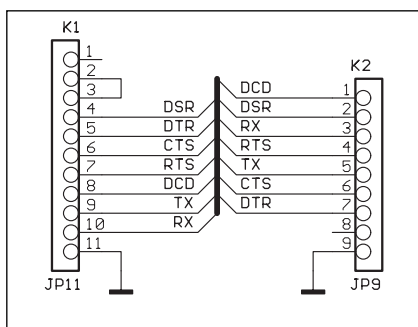 K1
K2
1
2
3
4 DSR
5 DTR
6 CTS
7 RTS
8 DCD
9 TX
10 RX
11
DCD 1
DSR 2
RX 3
RTS 4
TX 5
CTS 6
DTR 7
8
9
JP11
JP9